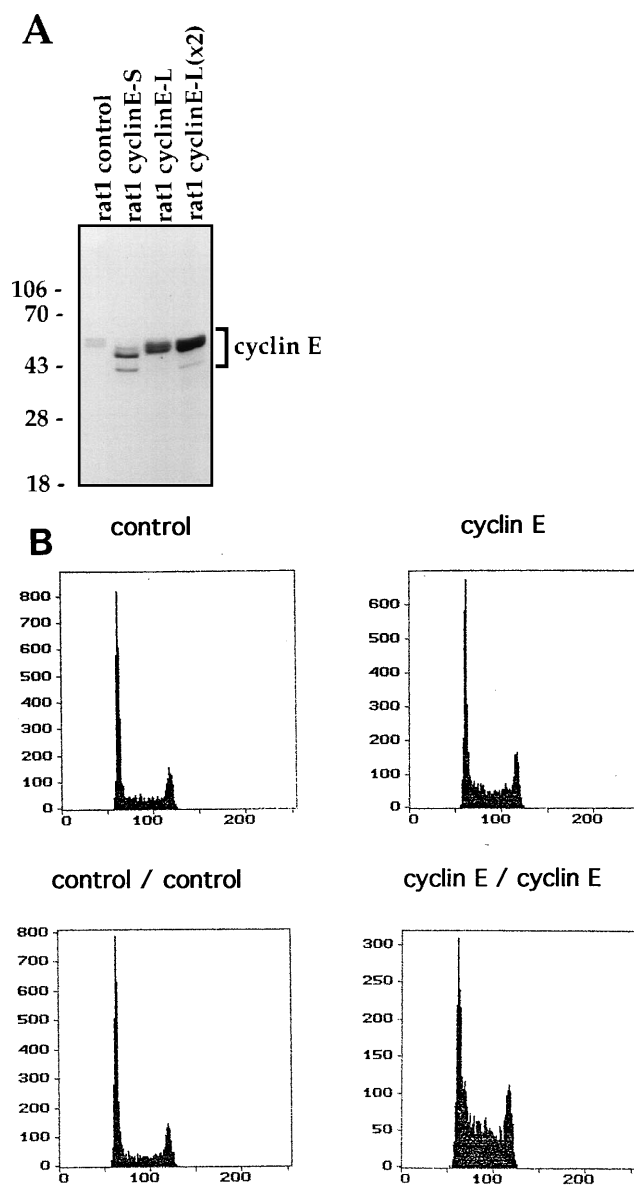 A
rat1 control
rat1 cyclinE-S
rat1 cyclinE-L
rat1 cyclinE-L(x2)
106 -
70 -
43 -
28 -
18 -
cyclin E
B
control
800
700
600
500
400
300
200
100
0
0 100 200
cyclin E
600
500
400
300
200
100
0
0 100 200
control / control
800
700
600
500
400
300
200
100
0
0 100 200
cyclin E / cyclin E
300
250
200
150
100
50
0
0 100 200